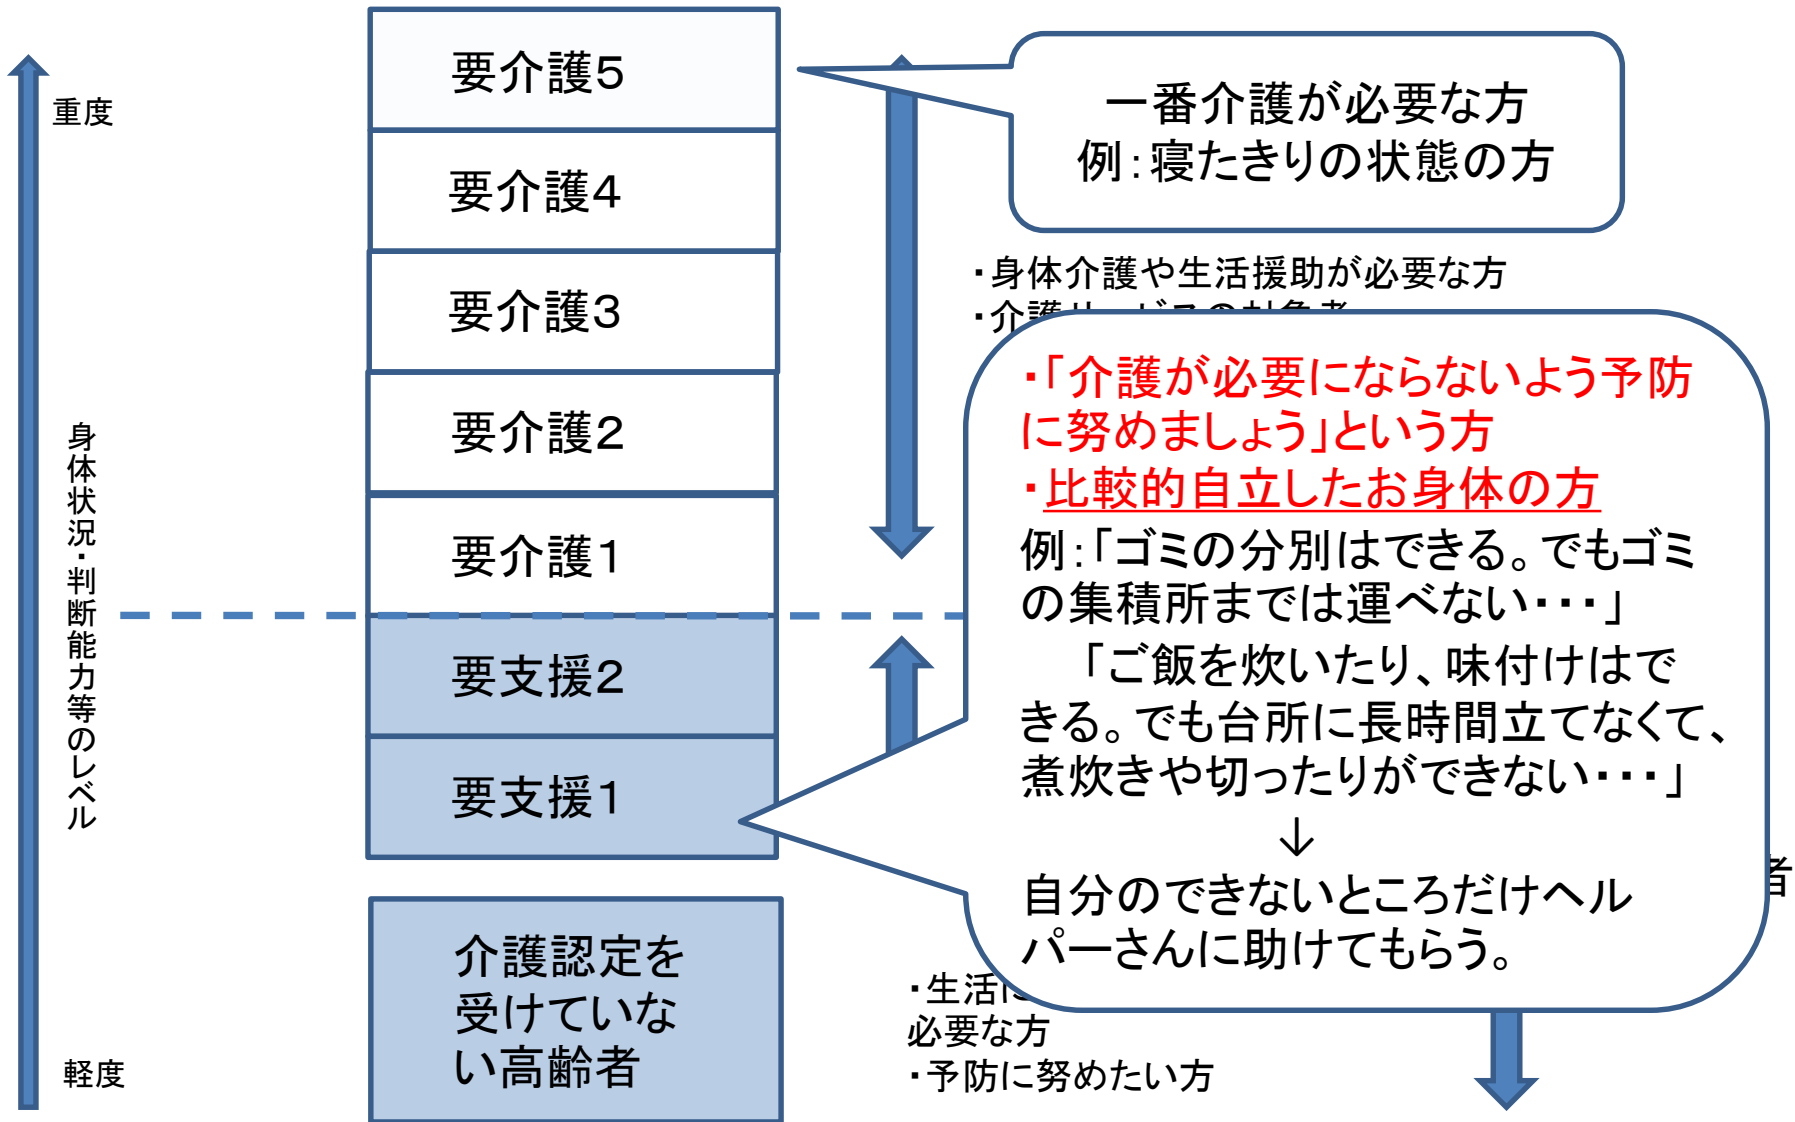 重度
身体状況・判断能力等のレベル
軽度
要介護5
要介護4
要介護3
要介護2
要介護1
要支援2
要支援1
介護認定を
受けていな
い高齢者
一番介護が必要な方
例：寝たきりの状態の方
・身体介護や生活援助が必要な方
・介護サービスの対象者
・「介護が必要にならないよう予防
に努めましょう」という方
・比較的自立したお身体の方
例：「ゴミの分別はできる。でもゴミ
の集積所までは運べない・・・」
「ご飯を炊いたり、味付けはで
きる。でも台所に長時間立てなくて、
煮炊きや切ったりができない・・・」
↓
自分のできないところだけヘル
パーさんに助けてもらう。
者
・生活に
必要な方
・予防に努めたい方